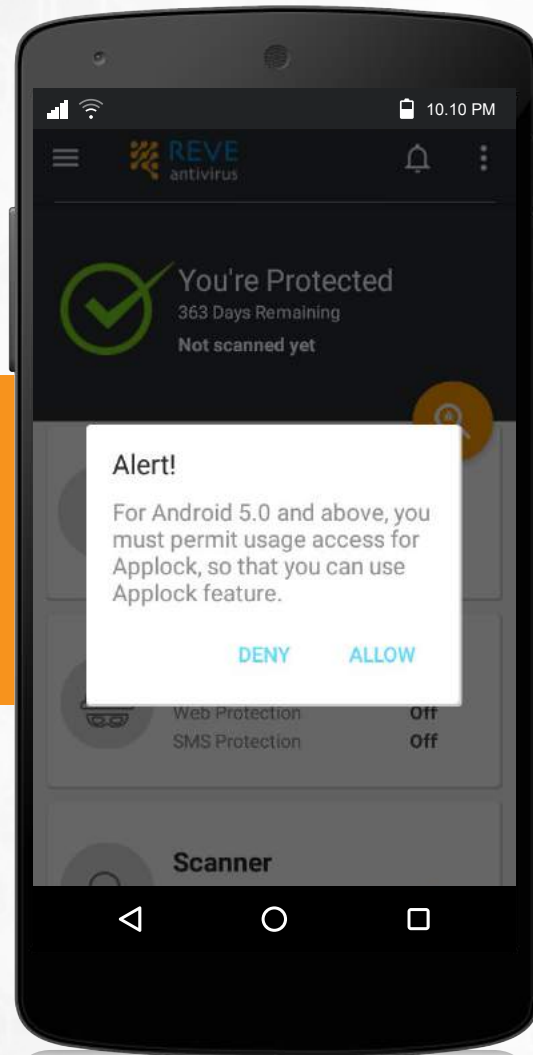 10.10 PM
REVE
antivirus
You're Protected
363 Days Remaining
Not scanned yet
Alert!
For Android 5.0 and above, you
must permit usage access for
Applock, so that you can use
Applock feature.
DENY ALLOW
Web Protection Off
SMS Protection Off
Scanner